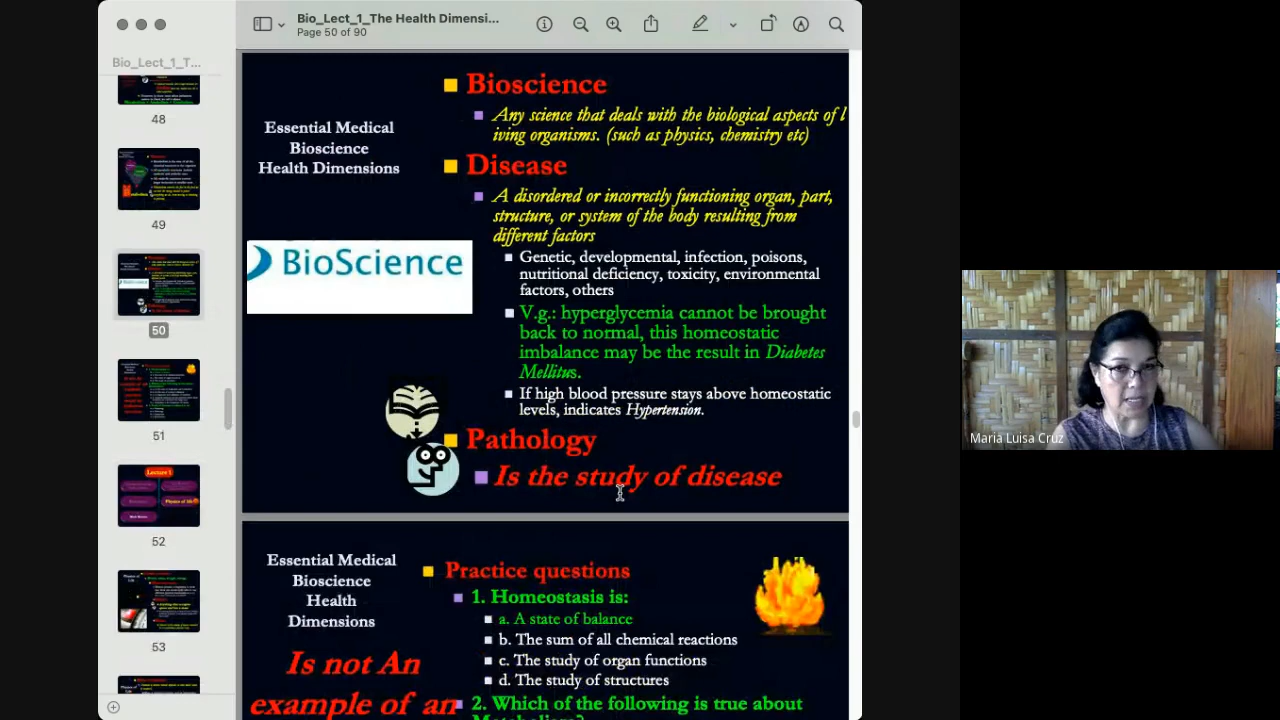 Bio_Lect_1_The Health Dimensi...
Page 50 of 90
Bio_Lect_1_T...
48
49
50
51
52
53
Essential Medical
Bioscience
Health Dimensions
BioScience
Bioscience
Any science that deals with the biological aspects of l
iving organisms. (such as physics, chemistry etc)
Disease
A disordered or incorrectly functioning organ, part,
structure, or system of the body resulting from
different factors
Genetic, developmental, infection, poisons,
nutritional deficiency, toxicity, environmental
factors, others
V.g.: hyperglycemia cannot be brought
back to normal, this homeostatic
imbalance may be the result in Diabetes
Mellitus.
If high blood pressure stays above homeostatic
levels, indicates Hypertension.
Pathology
Is the study of disease
Essential Medical
Bioscience
Health
Dimensions
Is not An
example of an
Practice questions
1. Homeostasis is:
a. A state of balance
b. The sum of all chemical reactions
c. The study of organ functions
d. The study of structures
2. Which of the following is true about
Metabolism?
Lecture 1
Maria Luisa Cruz